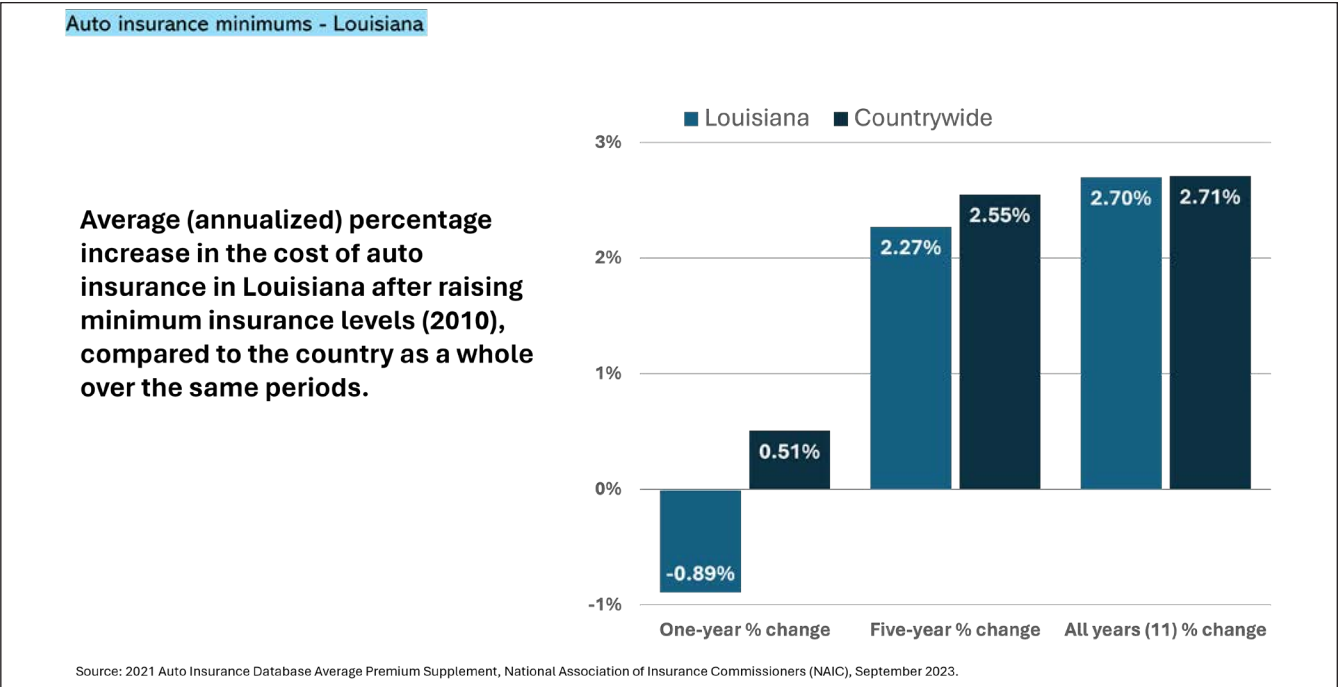 Auto insurance minimums - Louisiana
Average (annualized) percentage
increase in the cost of auto
insurance in Louisiana after raising
minimum insurance levels (2010),
compared to the country as a whole
over the same periods.
Louisiana Countrywide
3%
2%
1%
0%
-1%
-0.89%
0.51%
2.27%
2.55%
2.70%
2.71%
One-year % change
Five-year % change
All years (11) % change
Source: 2021 Auto Insurance Database Average Premium Supplement, National Association of Insurance Commissioners (NAIC), September 2023.